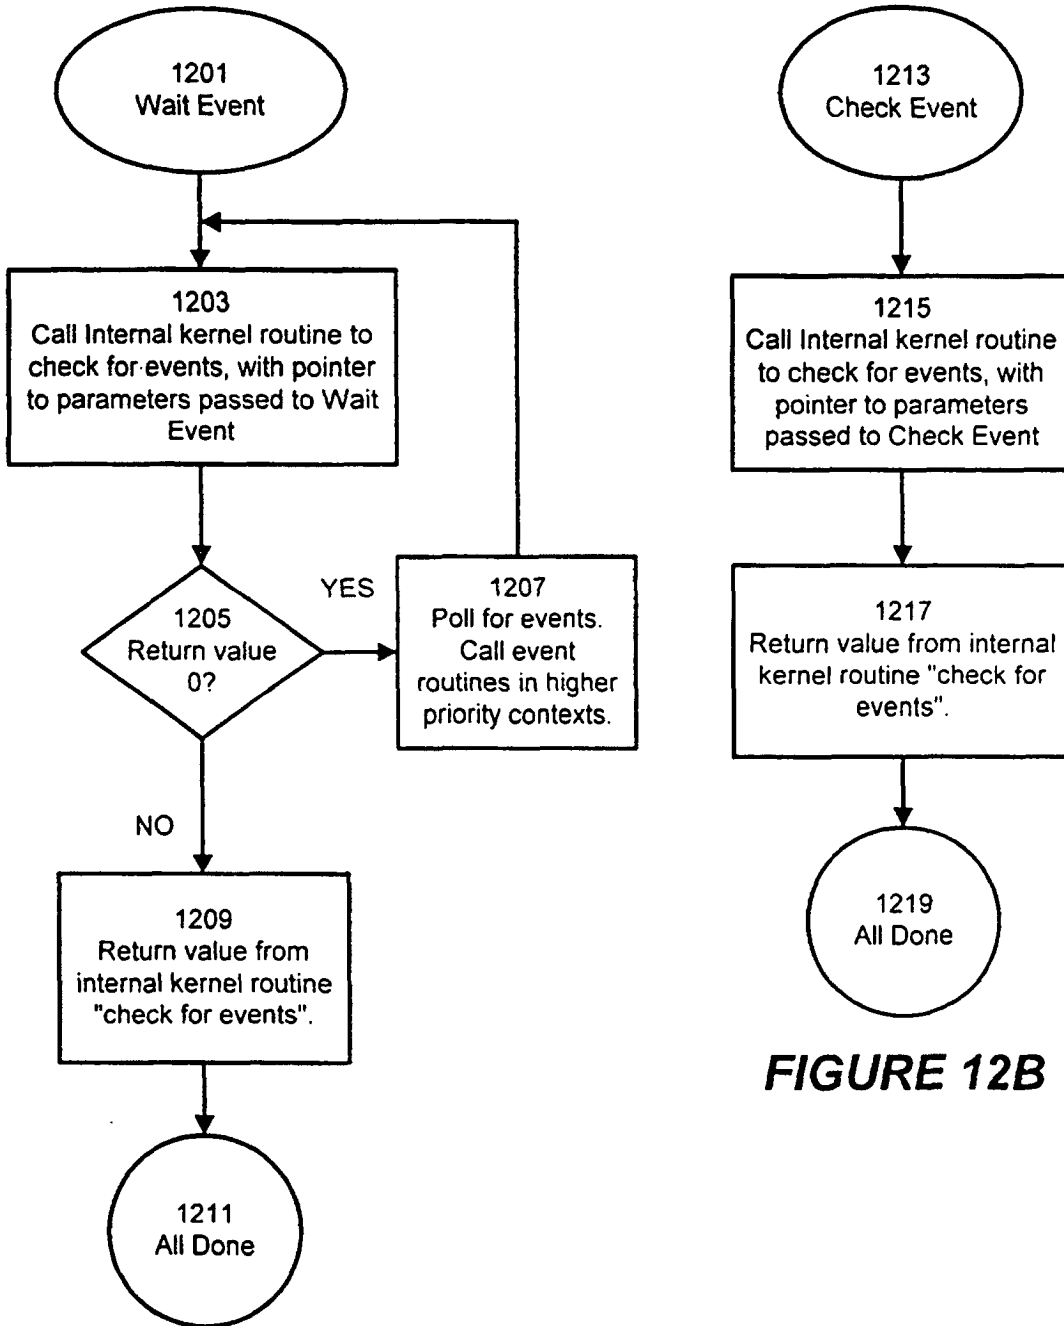 1201
Wait Event
1203
Call Internal kernel routine to
check for events, with pointer
to parameters passed to Wait
Event
1205
Return value
0?
YES
1207
Poll for events.
Call event
routines in higher
priority contexts.
NO
1209
Return value from
internal kernel routine
"check for events".
1211
All Done
1213
Check Event
1215
Call Internal kernel routine
to check for events, with
pointer to parameters
passed to Check Event
1217
Return value from internal
kernel routine "check for
events".
1219
All Done
FIGURE 12B